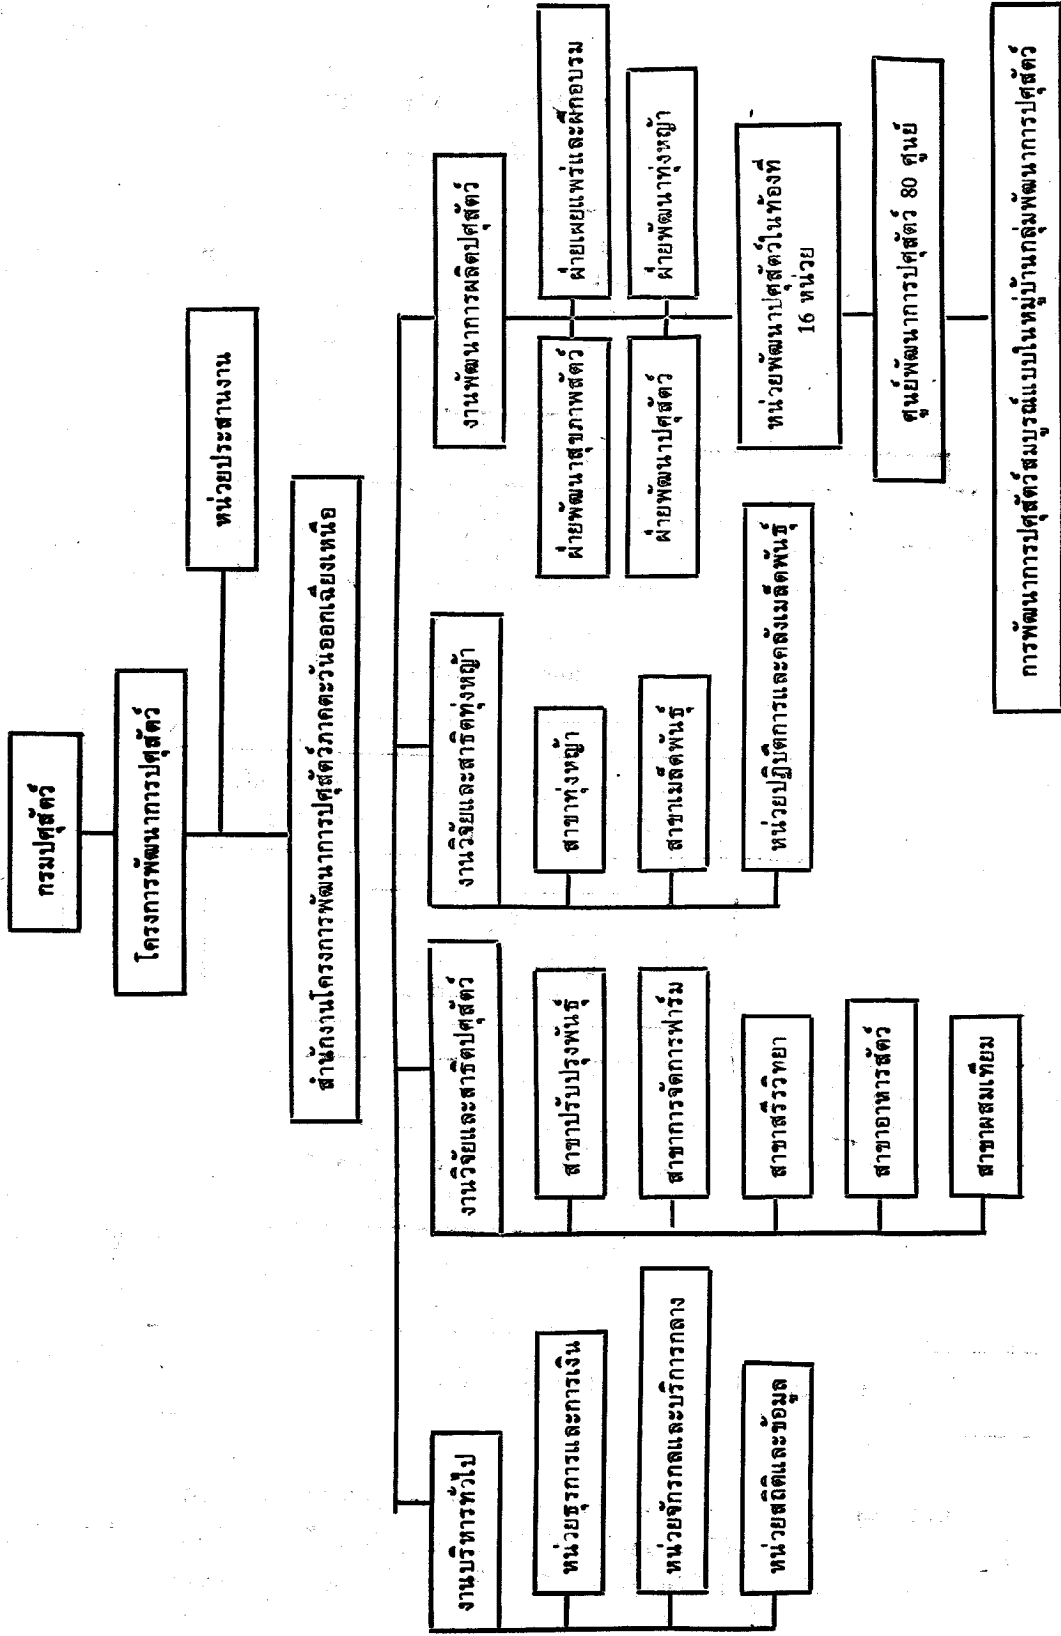 กรมปศุสัตว์
โครงการพัฒนาการปศุสัตว์
หน่วยประสานงาน
สำนักงานโครงการพัฒนาการปศุสัตว์ภาคตะวันออกเฉียงเหนือ
งานบริหารทั่วไป
หน่วยธุรการและการเงิน
หน่วยจักรกลและบริการกลาง
หน่วยสถิติและข้อมูล
งานวิจัยและสาธิตปศุสัตว์
สาขาปรับปรุงพันธุ์
สาขาการจัดการฟาร์ม
สาขาสรีรวิทยา
สาขาอาหารสัตว์
สาขาผสมเทียม
งานวิจัยและสาธิตทุ่งหญ้า
สาขาทุ่งหญ้า
สาขาเมล็ดพันธุ์
หน่วยปฏิบัติการและคลังเมล็ดพันธุ์
งานพัฒนาการผลิตปศุสัตว์
ฝ่ายพัฒนาสุขภาพสัตว์
ฝ่ายเผยแพร่และฝึกอบรม
ฝ่ายพัฒนาปศุสัตว์
ฝ่ายพัฒนาทุ่งหญ้า
หน่วยพัฒนาปศุสัตว์ในท้องที่
16 หน่วย
ศูนย์พัฒนาการปศุสัตว์ 80 ศูนย์
การพัฒนาการปศุสัตว์สมบูรณ์แบบในหมู่บ้านกลุ่มพัฒนาการปศุสัตว์